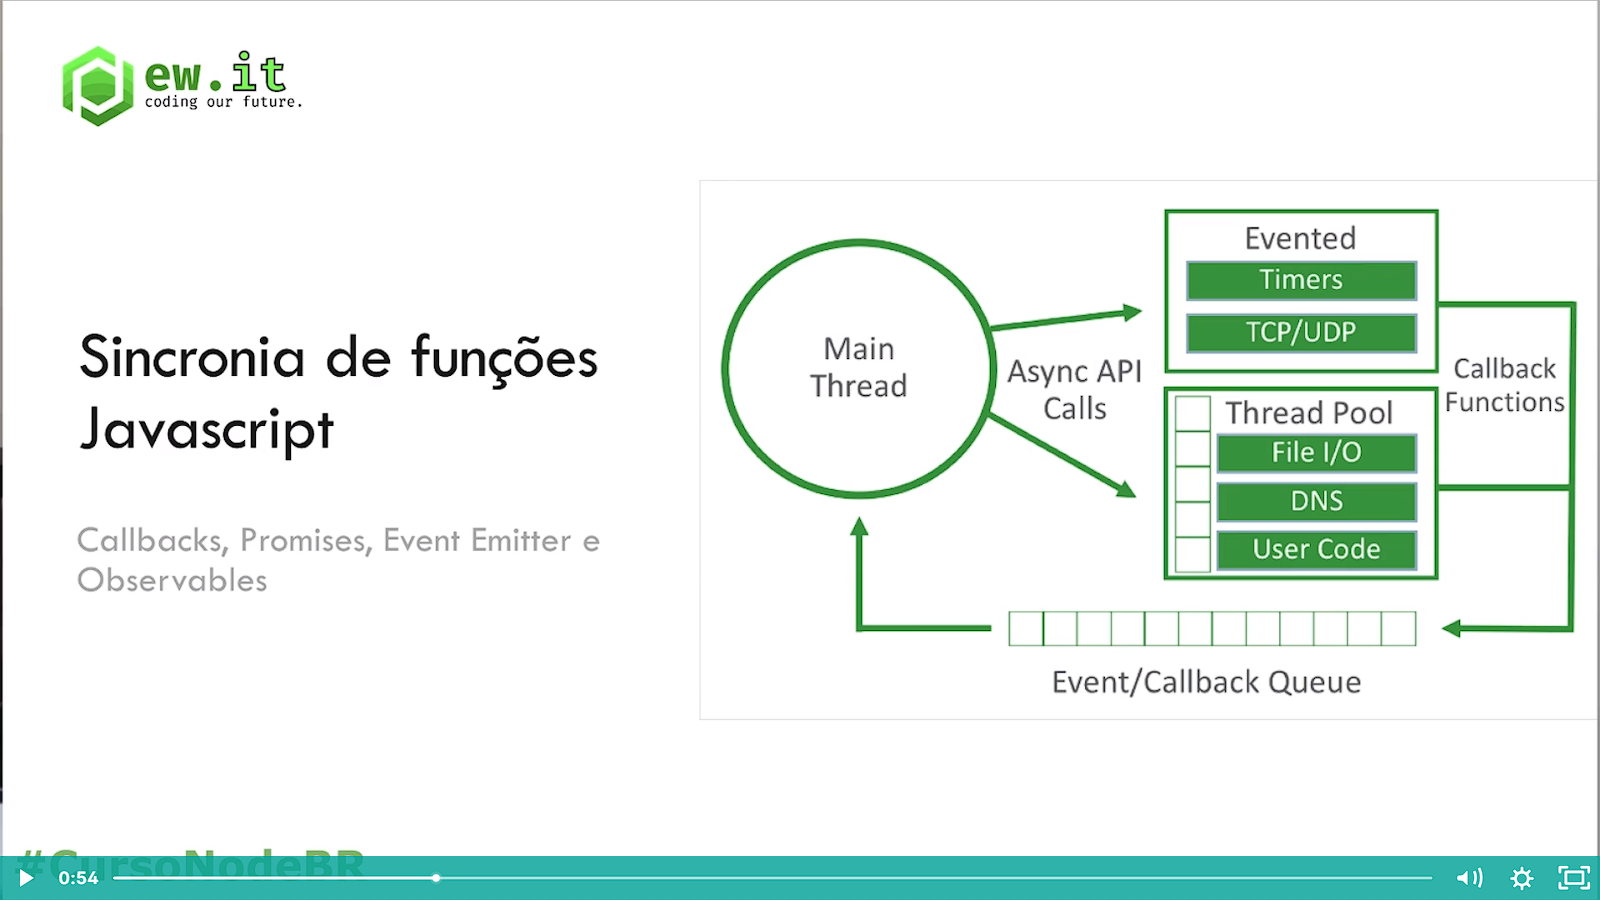 ew.it
coding our future.
Sincronia de funções
Javascript
Callbacks, Promises, Event Emitter e
Observables
Main
Thread
Async API
Calls
Evented
Timers
TCP/UDP
Thread Pool
File I/O
DNS
User Code
Callback
Functions
Event/Callback Queue
#CursoNodeBR
0:54